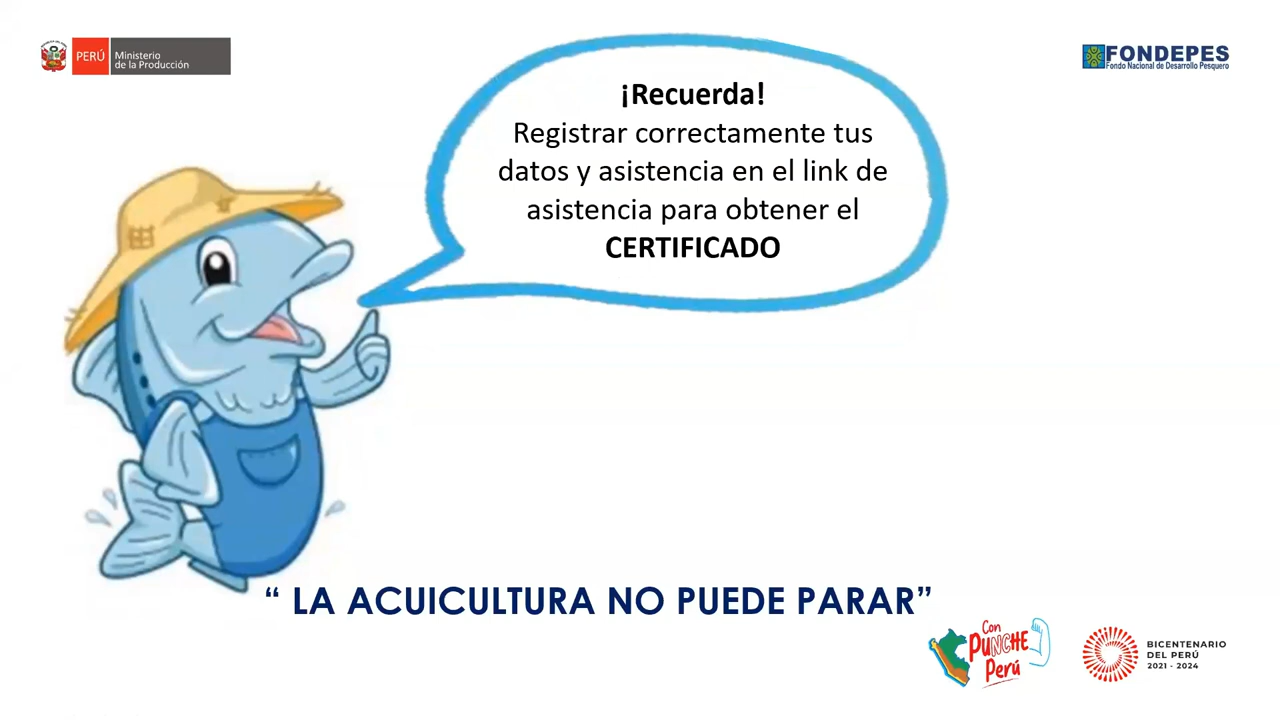 PERÚ
Ministerio
de la Producción
FONDEPES
Fondo Nacional de Desarrollo Pesquero
¡Recuerda!
Registrar correctamente tus
datos y asistencia en el link de
asistencia para obtener el
CERTIFICADO
“ LA ACUICULTURA NO PUEDE PARAR”
Con
PUNCHE
Perú
BICENTENARIO
DEL PERÚ
2021 - 2024